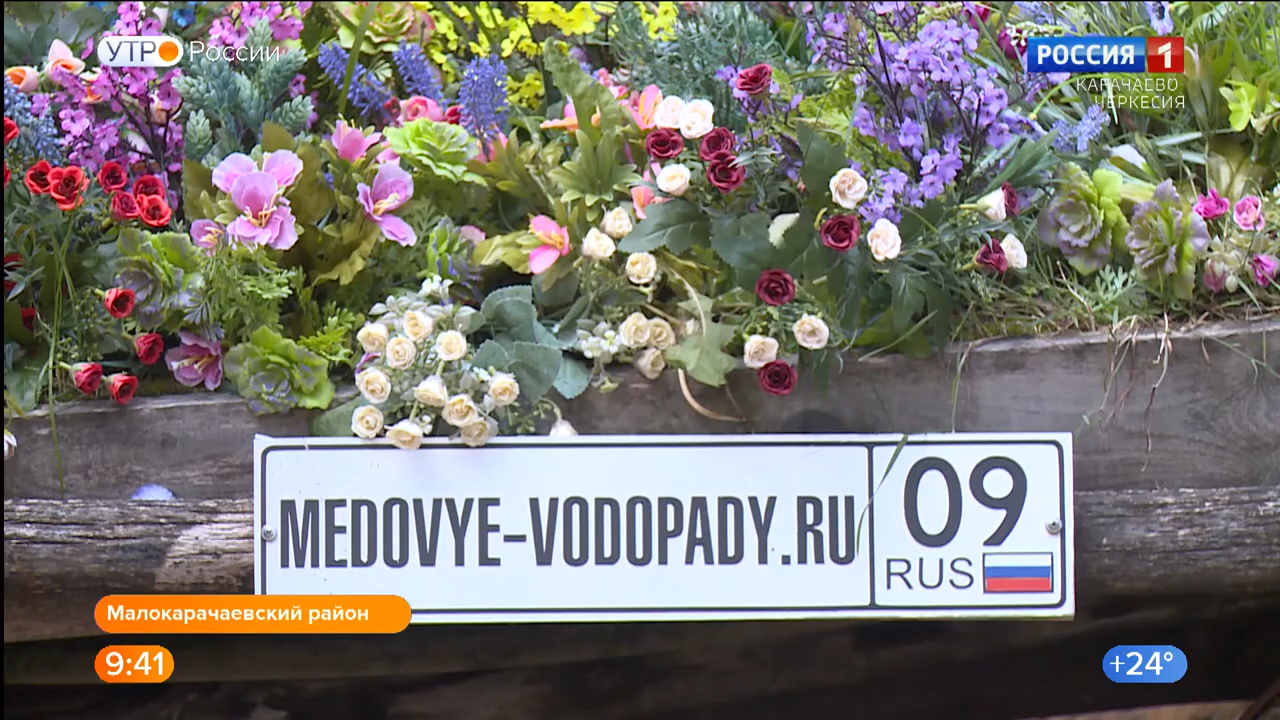 УТРО России
РОССИЯ 1
КАРАЧАЕВО
ЧЕРКЕСИЯ
MEDOVYE-VODOPADY.RU
09
RUS
Малокарачаевский район
9:41
+24°